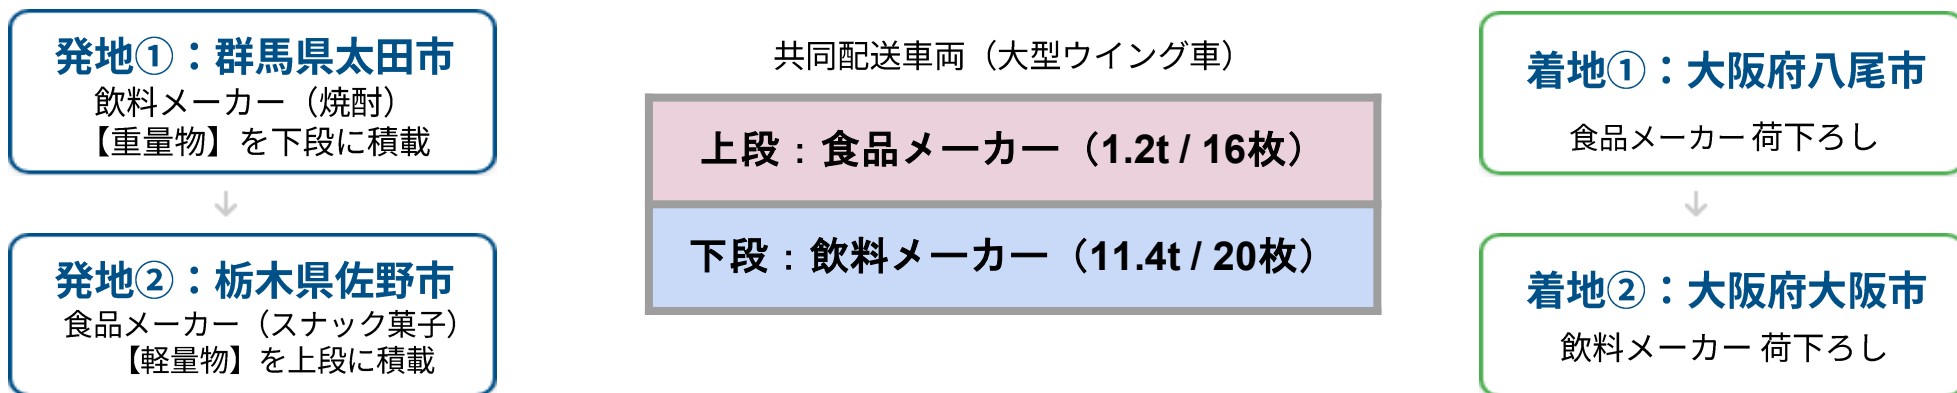 発地①：群馬県太田市
飲料メーカー（焼酎）
【重量物】を下段に積載
↓
発地②：栃木県佐野市
食品メーカー（スナック菓子）
【軽量物】を上段に積載
共同配送車両（大型ウイング車）
上段：食品メーカー（1.2t / 16枚）
下段：飲料メーカー（11.4t / 20枚）
着地①：大阪府八尾市
食品メーカー 荷下ろし
↓
着地②：大阪府大阪市
飲料メーカー 荷下ろし